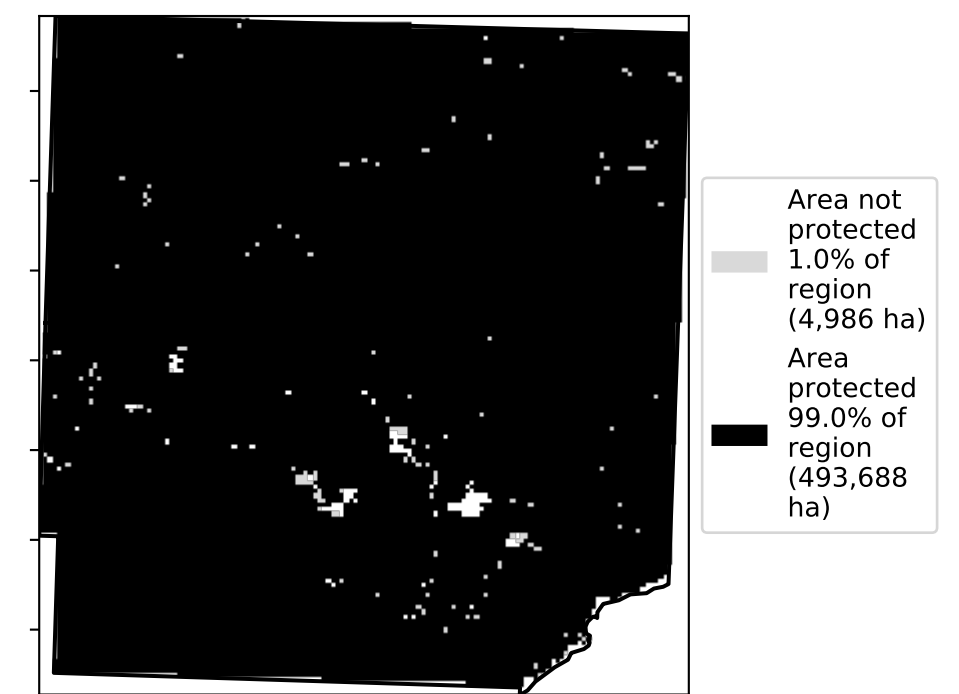 Area not
protected
1.0% of
region
(4,986 ha)
Area
protected
99.0% of
region
(493,688
ha)